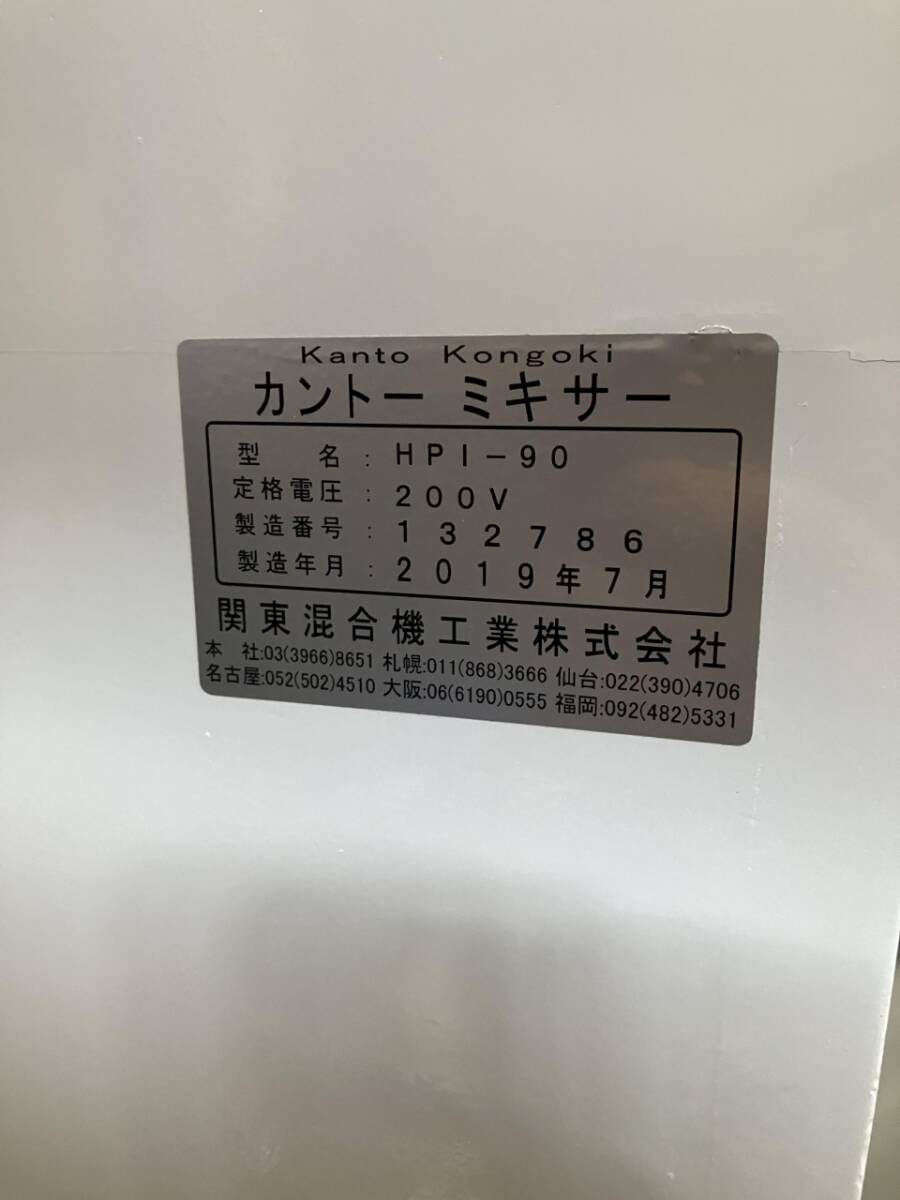 Kanto Kongoki
カントー ミキサー
型 名 : HPI-90
定格電圧 : 200V
製造番号 : 132786
製造年月 : 2019年7月
関東混合機工業株式会社
本 社:03(3966)8651 札幌:011(868)3666 仙台:022(390)4706
名古屋:052(502)4510 大阪:06(6190)0555 福岡:092(482)5331